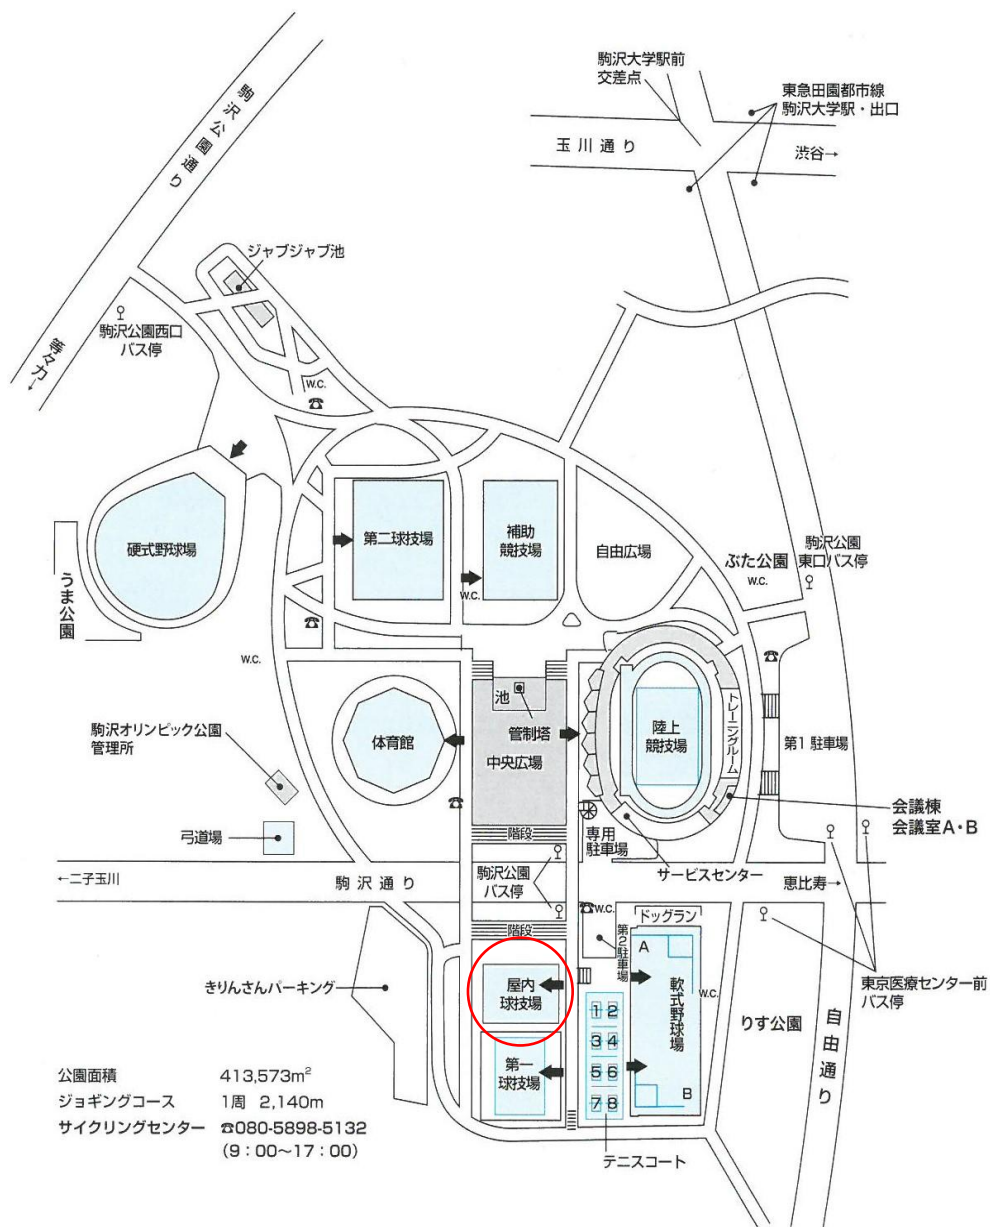 駒沢大学駅前
交差点
東急田園都市線
駒沢大学駅・出口
駒沢公園通り
玉川通り
渋谷→
ジャブジャブ池
駒沢公園西口
バス停
等々力→
W.C.
硬式野球場
第二球技場
補助
競技場
自由広場
W.C.
ぶた公園
W.C.
駒沢公園
東口バス停
うま公園
W.C.
池
管制塔
中央広場
体育館
陸上
競技場
トレーニングルーム
第1駐車場
駒沢オリンピック公園
管理所
会議棟
会議室A・B
弓道場
階段
専用
駐車場
サービスセンター
←二子玉川
駒沢通り
駒沢公園
バス停
恵比寿→
W.C.
ドッグラン
階段
第2駐車場
A
軟式野球場
W.C.
B
東京医療センター前
バス停
きりんさんパーキング
屋内
球技場
りす公園
自由通り
1 2
3 4
5 6
7 8
第一
球技場
テニスコート
公園面積 413,573m²
ジョギングコース 1周 2,140m
サイクリングセンター ☎080-5898-5132
(9:00〜17:00)